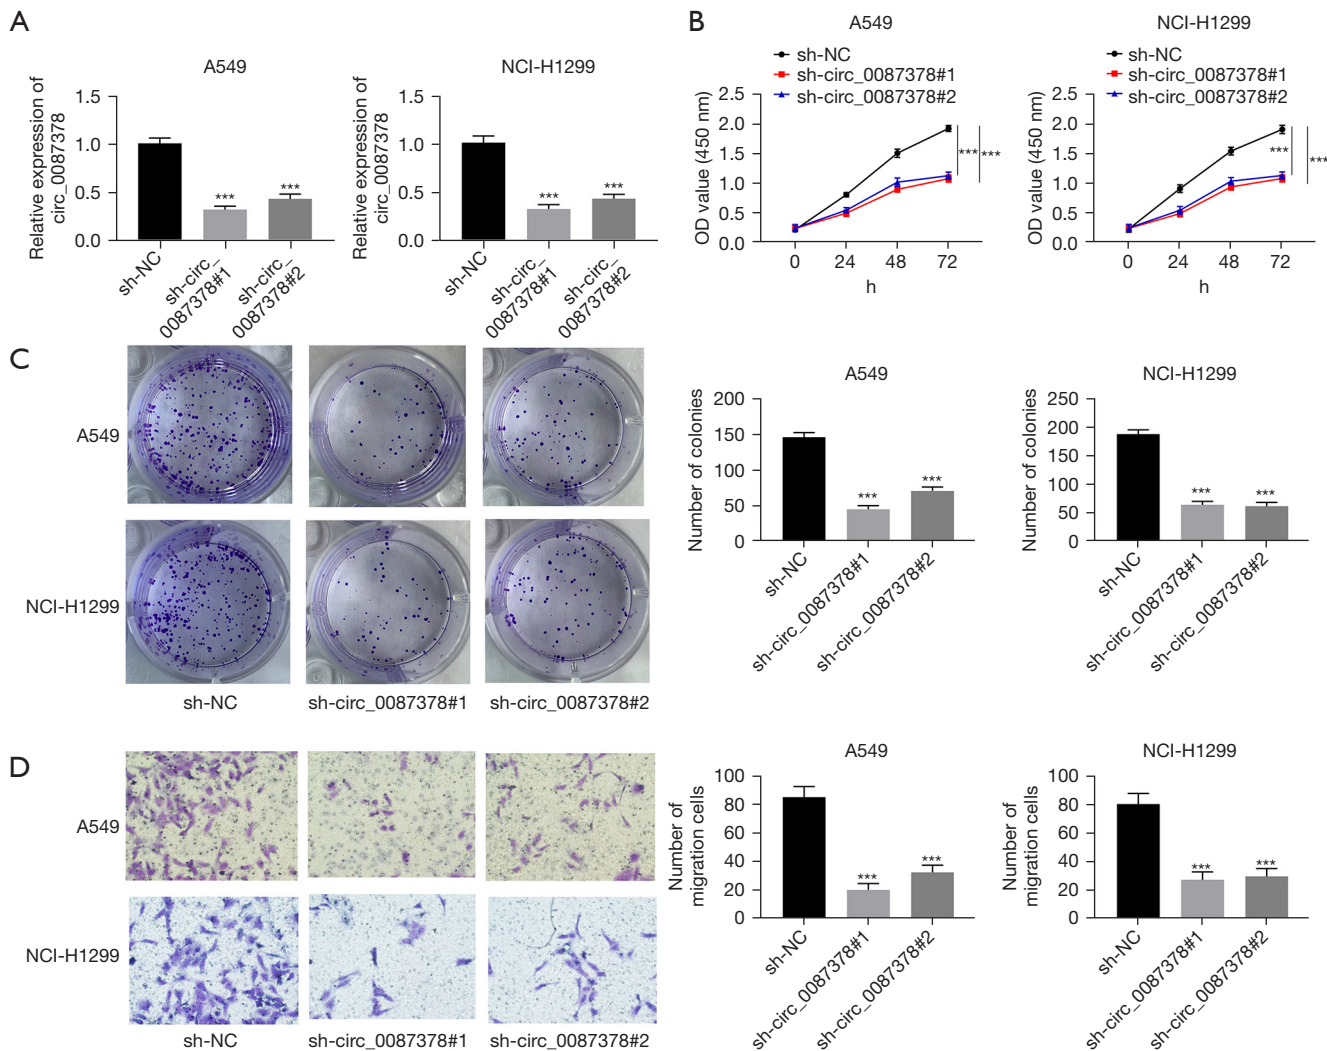 A
A549
Relative expression of
circ_0087378
1.5
1.0
0.5
0.0
***
***
sh-NC
sh-circ_
0087378#1
sh-circ_
0087378#2
NCI-H1299
Relative expression of
circ_0087378
1.5
1.0
0.5
0.0
***
***
sh-NC
sh-circ_
0087378#1
sh-circ_
0087378#2
B
A549
sh-NC
sh-circ_0087378#1
sh-circ_0087378#2
OD value (450 nm)
2.5
2.0
1.5
1.0
0.5
0.0
*** ***
0 24 48 72
h
NCI-H1299
sh-NC
sh-circ_0087378#1
sh-circ_0087378#2
OD value (450 nm)
2.5
2.0
1.5
1.0
0.5
0.0
***
***
0 24 48 72
h
C
A549
NCI-H1299
sh-NC sh-circ_0087378#1 sh-circ_0087378#2
A549
Number of colonies
200
150
100
50
0
***
***
sh-NC
sh-circ_0087378#1
sh-circ_0087378#2
NCI-H1299
Number of colonies
250
200
150
100
50
0
***
***
sh-NC
sh-circ_0087378#1
sh-circ_0087378#2
D
A549
NCI-H1299
sh-NC sh-circ_0087378#1 sh-circ_0087378#2
A549
Number of
migration cells
100
80
60
40
20
0
***
***
sh-NC
sh-circ_0087378#1
sh-circ_0087378#2
NCI-H1299
Number of
migration cells
100
80
60
40
20
0
***
***
sh-NC
sh-circ_0087378#1
sh-circ_0087378#2